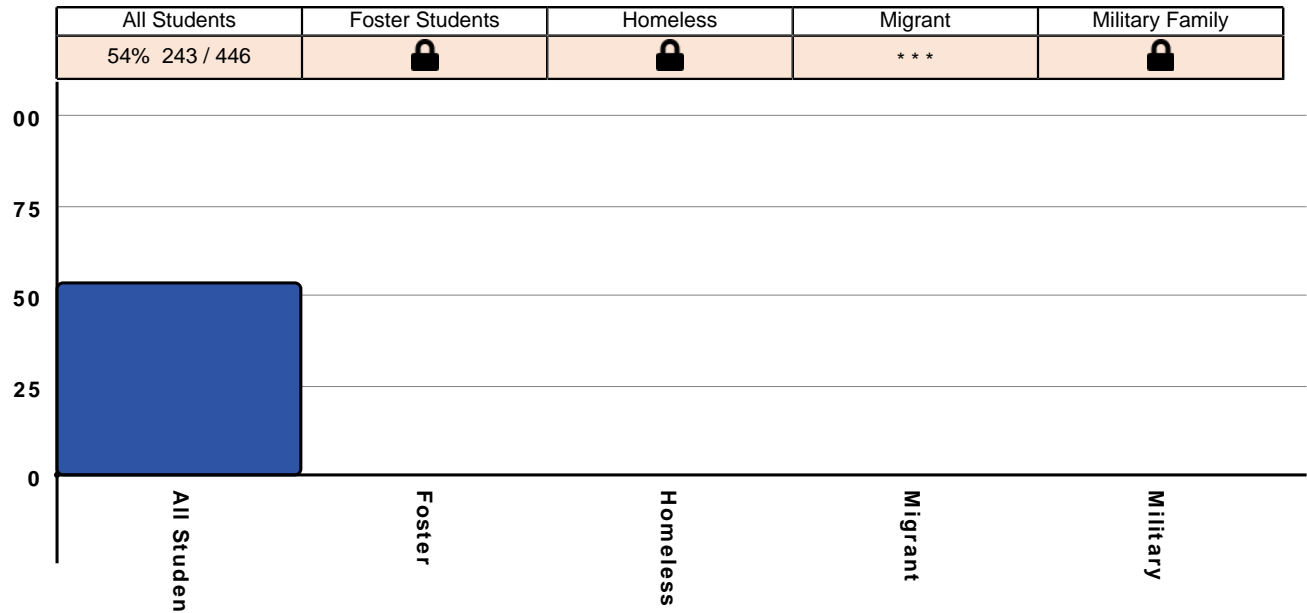 All Students Foster Students Homeless Migrant Military Family
54% 243 / 446 * * *
00
75
50
25
0
All Studen
Foster
Homeless
Migrant
Military